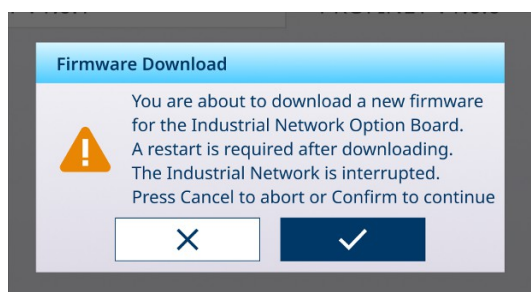 Firmware Download
You are about to download a new firmware
for the Industrial Network Option Board.
A restart is required after downloading.
The Industrial Network is interrupted.
Press Cancel to abort or Confirm to continue